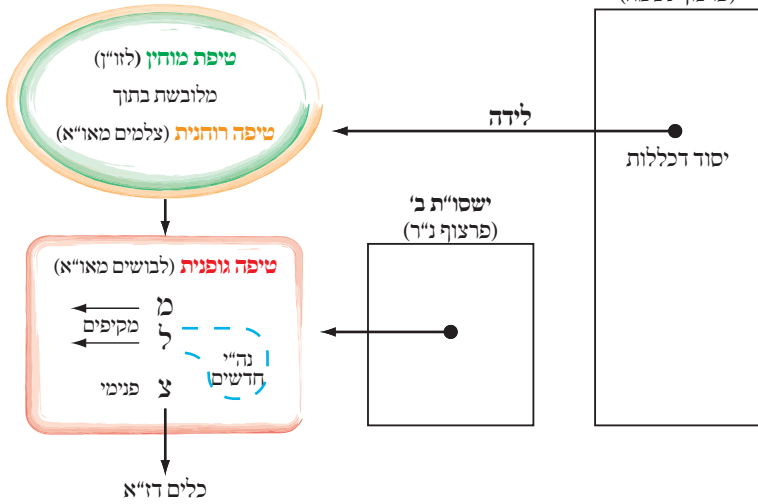 טיפת מוחין (לזו"ן)
מלובשת בתוך
טיפה רוחנית (צלמים מאו"א)
לידה
יסוד דכללות
ישסו"ת ב'
(פרצוף נ"ר)
טיפה גופנית (לבושים מאו"א)
מ
מקיפים
ל
נה"י
חדשים
צ פנימי
כלים דז"א